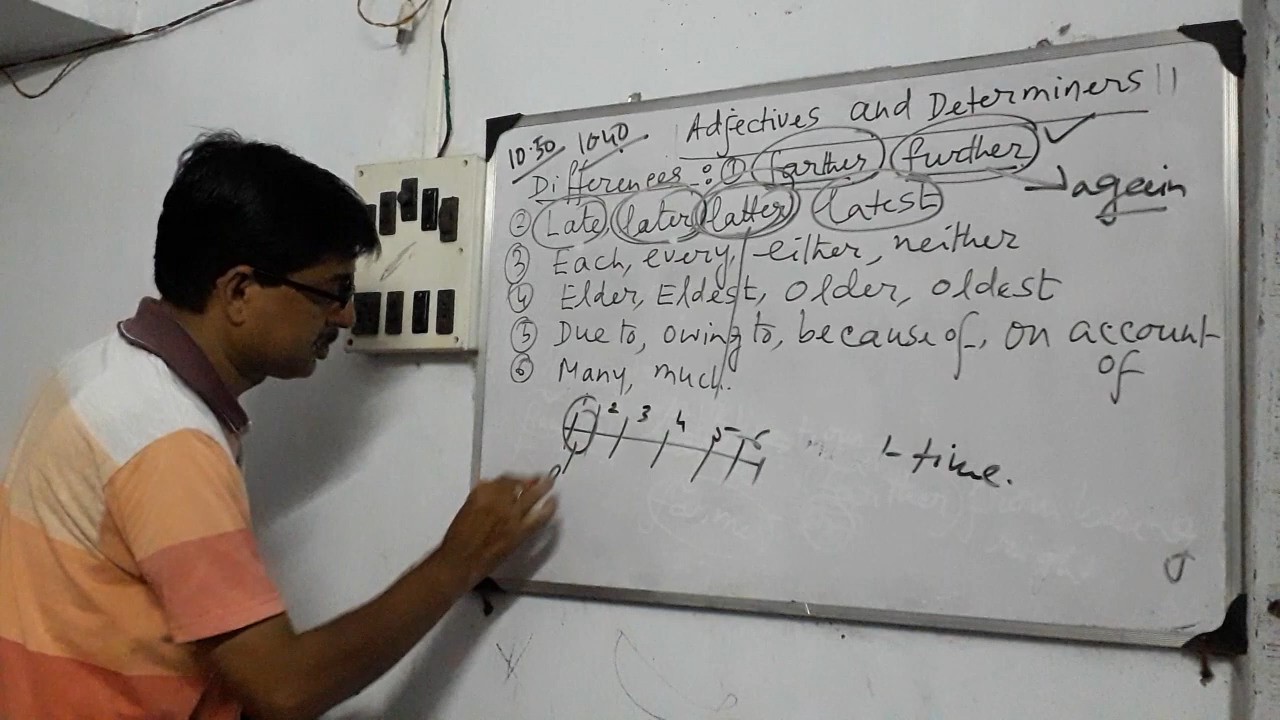 10.50 10.40 Adjectives and Determiners
Differences : ① farther further ✓
→ again
② Late, later latter latest
③ Each, every, either, neither
④ Elder, Eldest, older, oldest
⑤ Due to, owing to, because of, on account of
⑥ Many, much.
1 2 3 4 5 6
time.